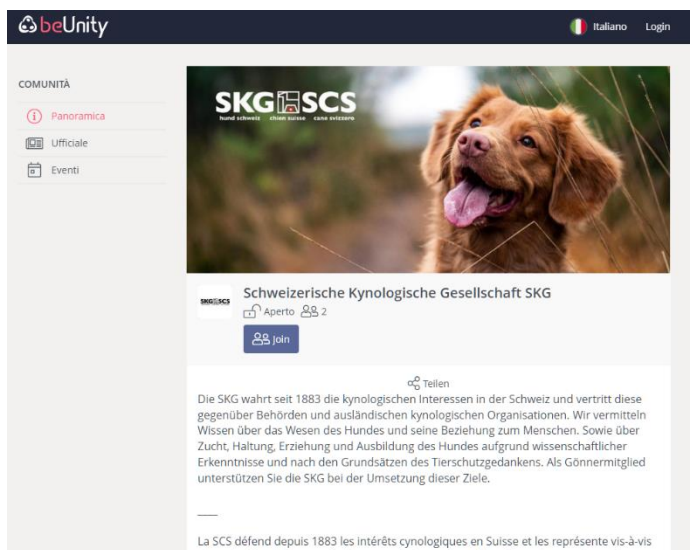 beUnity
Italiano Login
COMUNITÀ
Panoramica
Ufficiale
Eventi
SKG SCS
hund schweiz chien suisse cane svizzero
SKG SCS
Schweizerische Kynologische Gesellschaft SKG
Aperto 2
Join
Teilen
Die SKG wahrt seit 1883 die kynologischen Interessen in der Schweiz und vertritt diese
gegenüber Behörden und ausländischen kynologischen Organisationen. Wir vermitteln
Wissen über das Wesen des Hundes und seine Beziehung zum Menschen. Sowie über
Zucht, Haltung, Erziehung und Ausbildung des Hundes aufgrund wissenschaftlicher
Erkenntnisse und nach den Grundsätzen des Tierschutzgedankens. Als Gönnermitglied
unterstützen Sie die SKG bei der Umsetzung dieser Ziele.
____
La SCS défend depuis 1883 les intérêts cynologiques en Suisse et les représente vis-à-vis